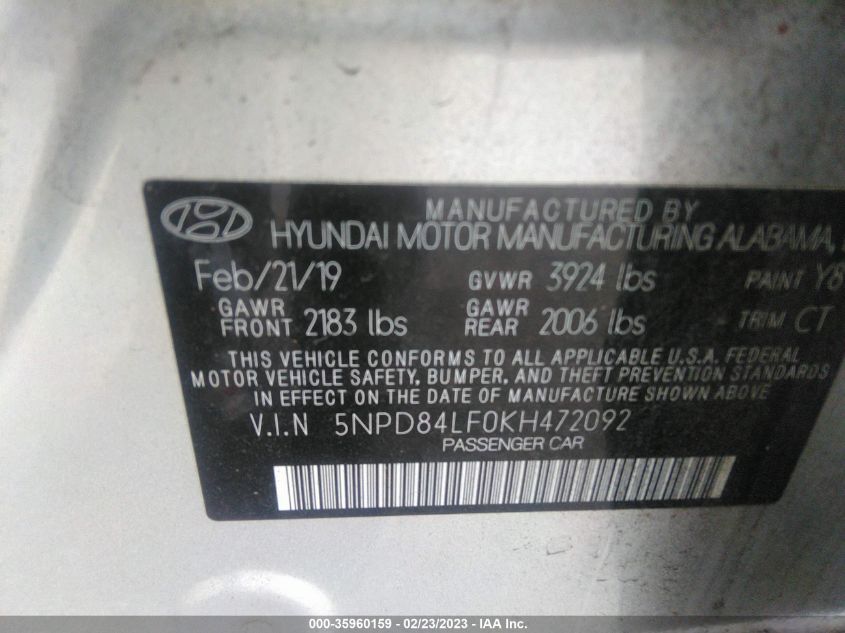 MANUFACTURED BY
HYUNDAI MOTOR MANUFACTURING ALABAMA,
Feb/21/19 GVWR 3924 lbs PAINT Y8
GAWR FRONT 2183 lbs GAWR REAR 2006 lbs TRIM CT
THIS VEHICLE CONFORMS TO ALL APPLICABLE U.S.A. FEDERAL
MOTOR VEHICLE SAFETY, BUMPER, AND THEFT PREVENTION STANDARDS
IN EFFECT ON THE DATE OF MANUFACTURE SHOWN ABOVE
V.I.N 5NPD84LF0KH472092
PASSENGER CAR
000-35960159 - 02/23/2023 - IAA Inc.